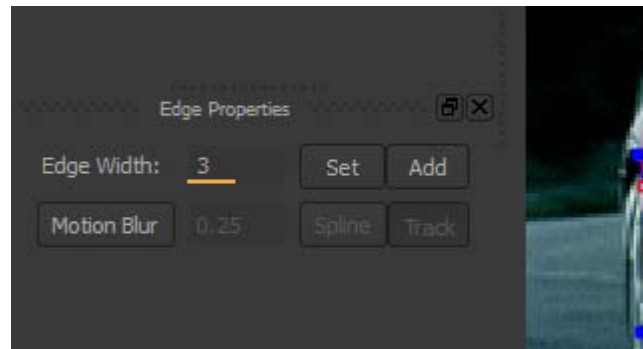 Edge Properties
Edge Width: 3 Set Add
Motion Blur 0.25 Spline Track